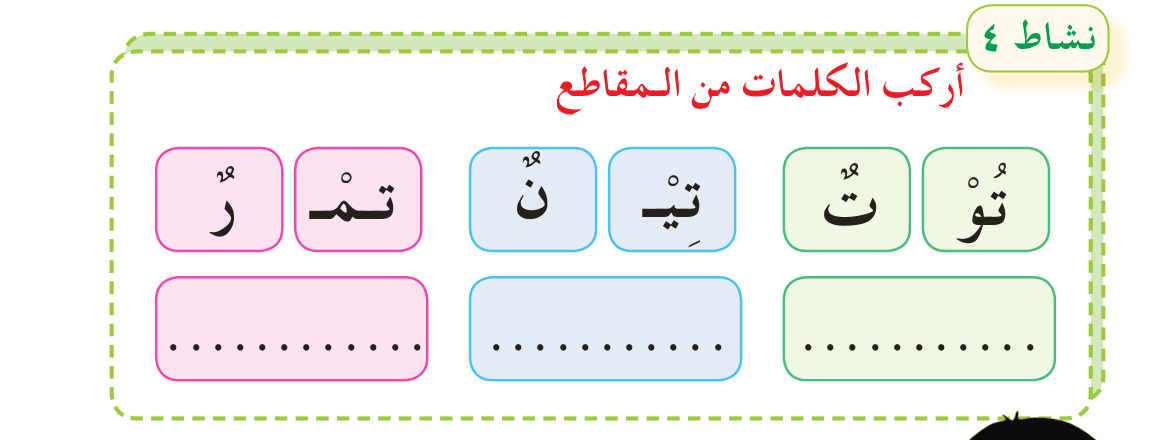 نشاط ٤
أركب الكلمات من المقاطع
تُوْ تٌ تِيْـ نٌ تـمْـ رٌ
........... ........... ............